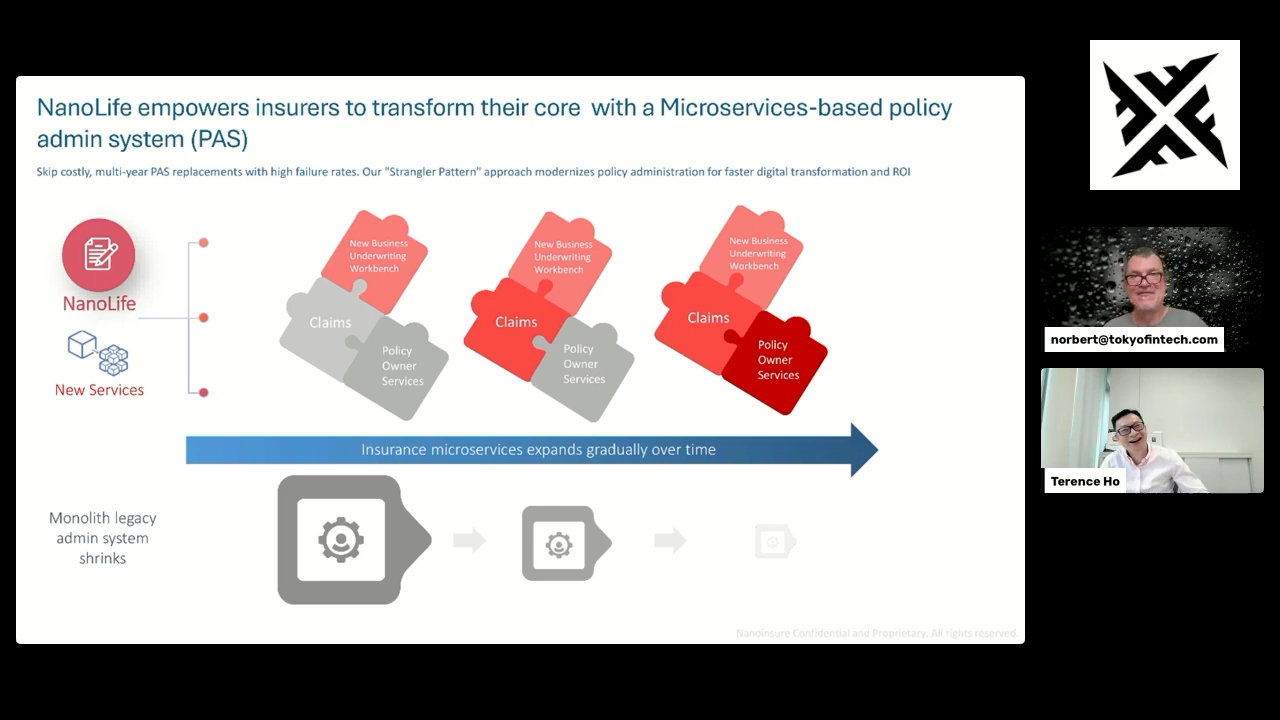 NanoLife empowers insurers to transform their core with a Microservices-based policy
admin system (PAS)
Skip costly, multi-year PAS replacements with high failure rates. Our "Strangler Pattern" approach modernizes policy administration for faster digital transformation and ROI
NanoLife
New Services
New Business
Underwriting
Workbench
Claims
Policy
Owner
Services
New Business
Underwriting
Workbench
Claims
Policy
Owner
Services
New Business
Underwriting
Workbench
Claims
Policy
Owner
Services
Insurance microservices expands gradually over time
Monolith legacy
admin system
shrinks
Nanoinsure Confidential and Proprietary. All rights reserved.
norbert@tokyofintech.com
Terence Ho